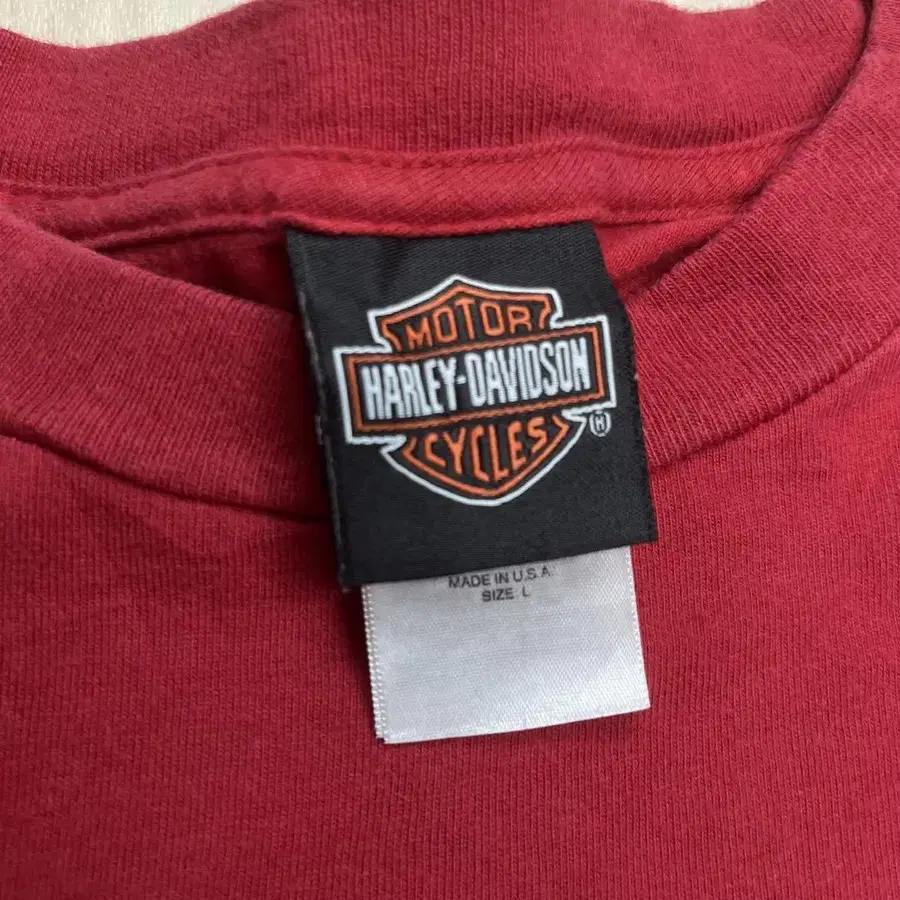 MOTOR
HARLEY-DAVIDSON
CYCLES
®
MADE IN U.S.A.
SIZE L